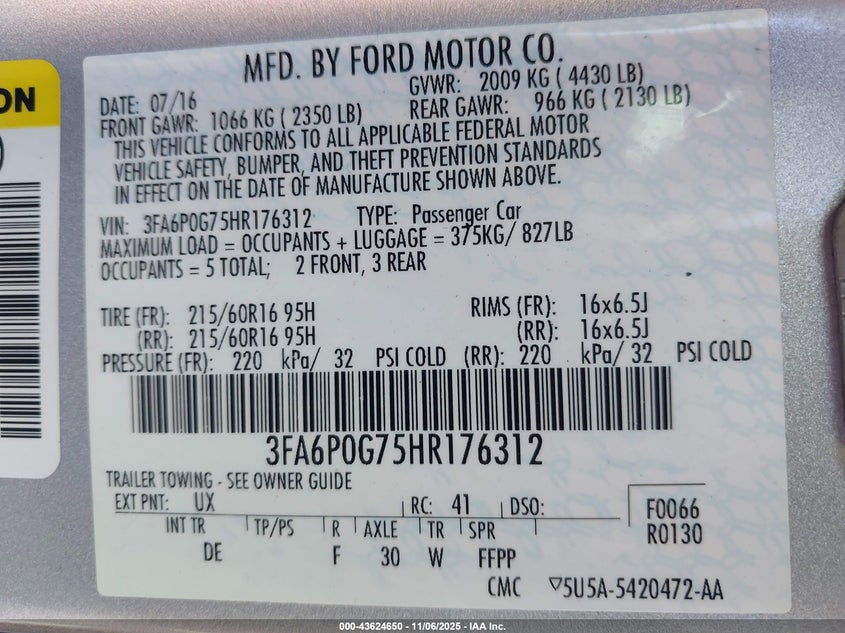 ON
MFD. BY FORD MOTOR CO.
DATE: 07/16 GVWR: 2009 KG ( 4430 LB)
FRONT GAWR: 1066 KG ( 2350 LB) REAR GAWR: 966 KG ( 2130 LB)
THIS VEHICLE CONFORMS TO ALL APPLICABLE FEDERAL MOTOR
VEHICLE SAFETY, BUMPER, AND THEFT PREVENTION STANDARDS
IN EFFECT ON THE DATE OF MANUFACTURE SHOWN ABOVE.
VIN: 3FA6P0G75HR176312 TYPE: Passenger Car
MAXIMUM LOAD = OCCUPANTS + LUGGAGE = 375KG/ 827LB
OCCUPANTS = 5 TOTAL; 2 FRONT, 3 REAR
TIRE (FR): 215/60R16 95H RIMS (FR): 16x6.5J
(RR): 215/60R16 95H (RR): 16x6.5J
PRESSURE (FR): 220 kPa/ 32 PSI COLD (RR): 220 kPa/ 32 PSI COLD
3FA6P0G75HR176312
TRAILER TOWING - SEE OWNER GUIDE
EXT PNT: UX RC: 41 DSO: F0066
INT TR TP/PS R AXLE TR SPR R0130
DE F 30 W FFPP
CMC ▽5U5A-5420472-AA
000-43624650 - 11/06/2025 - IAA Inc.